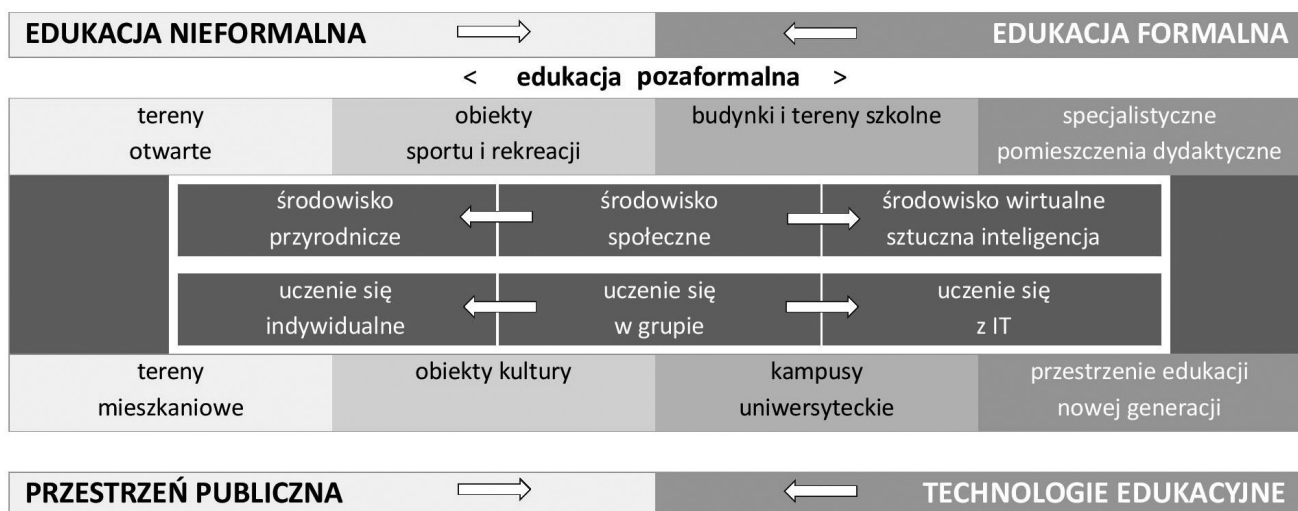 EDUKACJA NIEFORMALNA EDUKACJA FORMALNA
< edukacja pozaformalna >
tereny
otwarte
obiekty
sportu i rekreacji
budynki i tereny szkolne
specjalistyczne
pomieszczenia dydaktyczne
środowisko
przyrodnicze
środowisko
społeczne
środowisko wirtualne
sztuczna inteligencja
uczenie się
indywidualne
uczenie się
w grupie
uczenie się
z IT
tereny
mieszkaniowe
obiekty kultury
kampusy
uniwersyteckie
przestrzenie edukacji
nowej generacji
PRZESTRZEŃ PUBLICZNA TECHNOLOGIE EDUKACYJNE